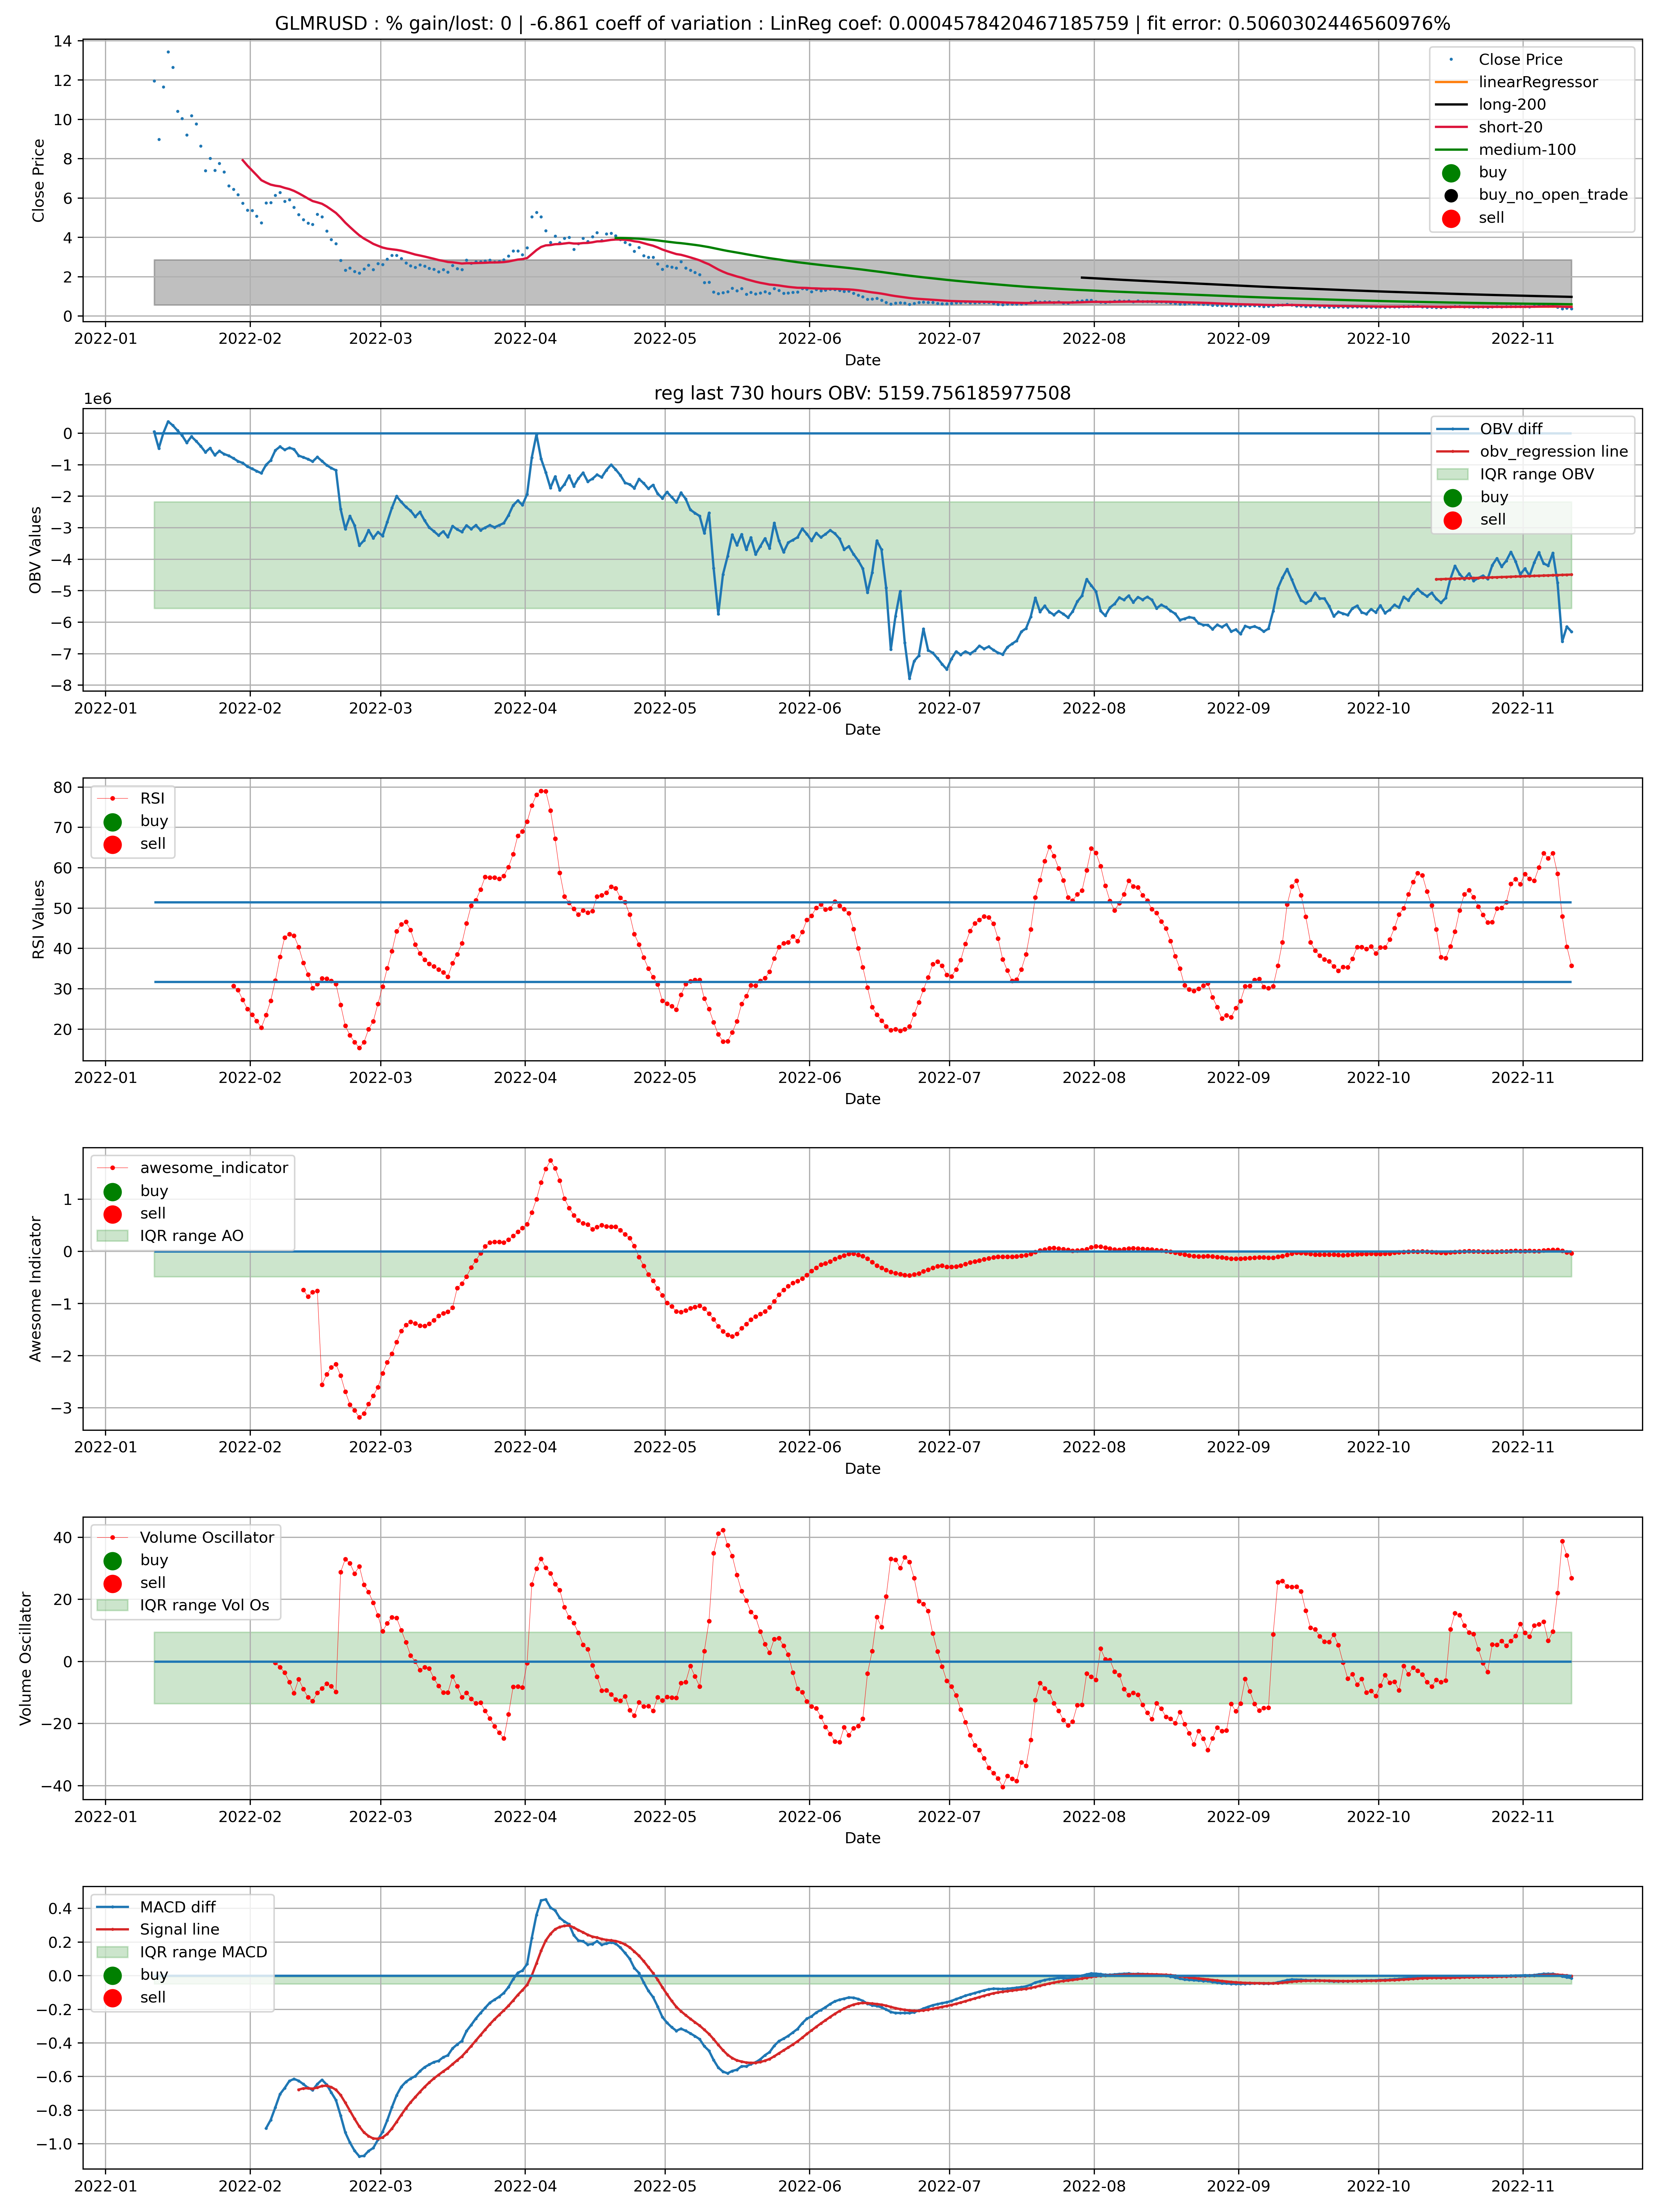 GLMRUSD : % gain/lost: 0 | -6.861 coeff of variation : LinReg coef: 0.0004578420467185759 | fit error: 0.5060302446560976%
14
12
10
8
6
4
2
0
Close Price
Close Price
linearRegressor
long-200
short-20
medium-100
buy
buy_no_open_trade
sell
2022-01 2022-02 2022-03 2022-04 2022-05 2022-06 2022-07 2022-08 2022-09 2022-10 2022-11
Date
reg last 730 hours OBV: 5159.756185977508
1e6
0
−1
−2
−3
−4
−5
−6
−7
−8
OBV Values
OBV diff
obv_regression line
IQR range OBV
buy
sell
2022-01 2022-02 2022-03 2022-04 2022-05 2022-06 2022-07 2022-08 2022-09 2022-10 2022-11
Date
80
70
60
50
40
30
20
RSI Values
RSI
buy
sell
2022-01 2022-02 2022-03 2022-04 2022-05 2022-06 2022-07 2022-08 2022-09 2022-10 2022-11
Date
1
0
−1
−2
−3
Awesome Indicator
awesome_indicator
buy
sell
IQR range AO
2022-01 2022-02 2022-03 2022-04 2022-05 2022-06 2022-07 2022-08 2022-09 2022-10 2022-11
Date
40
20
0
−20
−40
Volume Oscillator
Volume Oscillator
buy
sell
IQR range Vol Os
2022-01 2022-02 2022-03 2022-04 2022-05 2022-06 2022-07 2022-08 2022-09 2022-10 2022-11
Date
0.4
0.2
0.0
−0.2
−0.4
−0.6
−0.8
−1.0
MACD diff
Signal line
IQR range MACD
buy
sell
2022-01 2022-02 2022-03 2022-04 2022-05 2022-06 2022-07 2022-08 2022-09 2022-10 2022-11